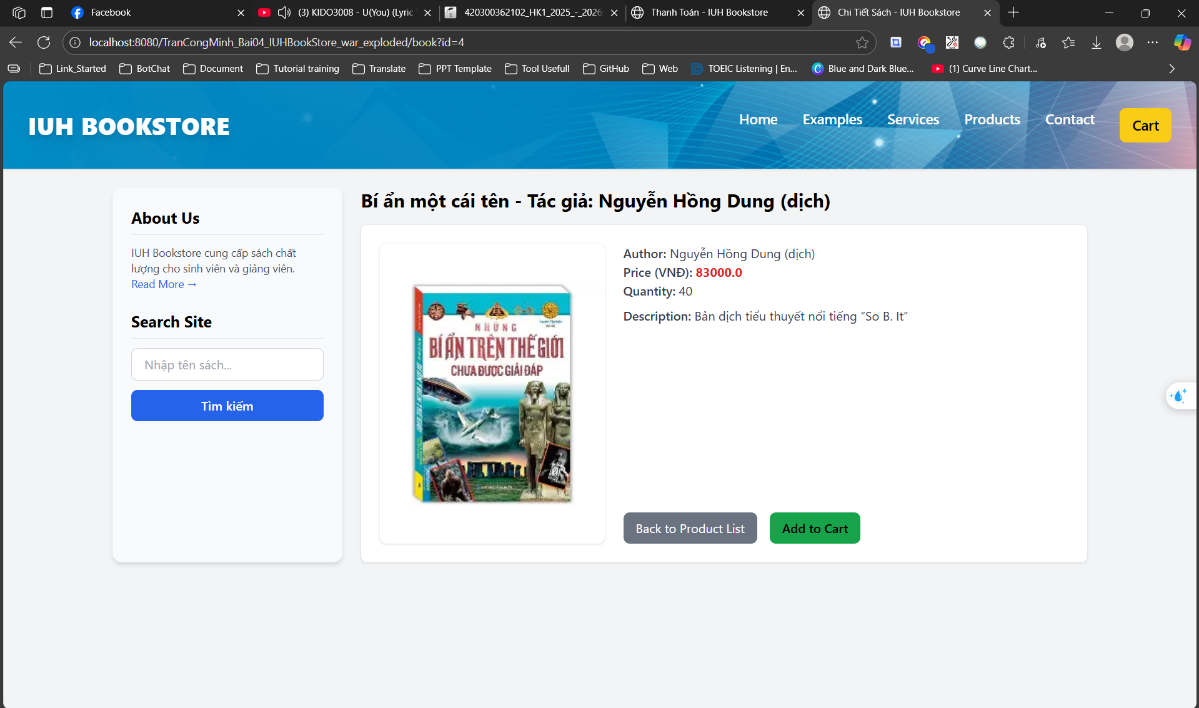 Facebook
(3) KIDO3008 - U(You) (Lyric
420300362102_HK1_2025_-_2026
Thanh Toán - IUH Bookstore
Chi Tiết Sách - IUH Bookstore
localhost:8080/TranCongMinh_Bai04_IUHBookStore_war_exploded/book?id=4
Link_Started
BotChat
Document
Tutorial training
Translate
PPT Template
Tool Usefull
GitHub
Web
TOEIC Listening | En...
Blue and Dark Blue...
(1) Curve Line Chart...
IUH BOOKSTORE
Home
Examples
Services
Products
Contact
Cart
About Us
IUH Bookstore cung cấp sách chất
lượng cho sinh viên và giảng viên.
Read More →
Search Site
Nhập tên sách...
Tìm kiếm
Bí ẩn một cái tên - Tác giả: Nguyễn Hồng Dung (dịch)
NHỮNG
BÍ ẨN TRÊN THẾ GIỚI
CHƯA ĐƯỢC GIẢI ĐÁP
Author: Nguyễn Hồng Dung (dịch)
Price (VNĐ): 83000.0
Quantity: 40
Description: Bản dịch tiểu thuyết nổi tiếng "So B. It"
Back to Product List
Add to Cart